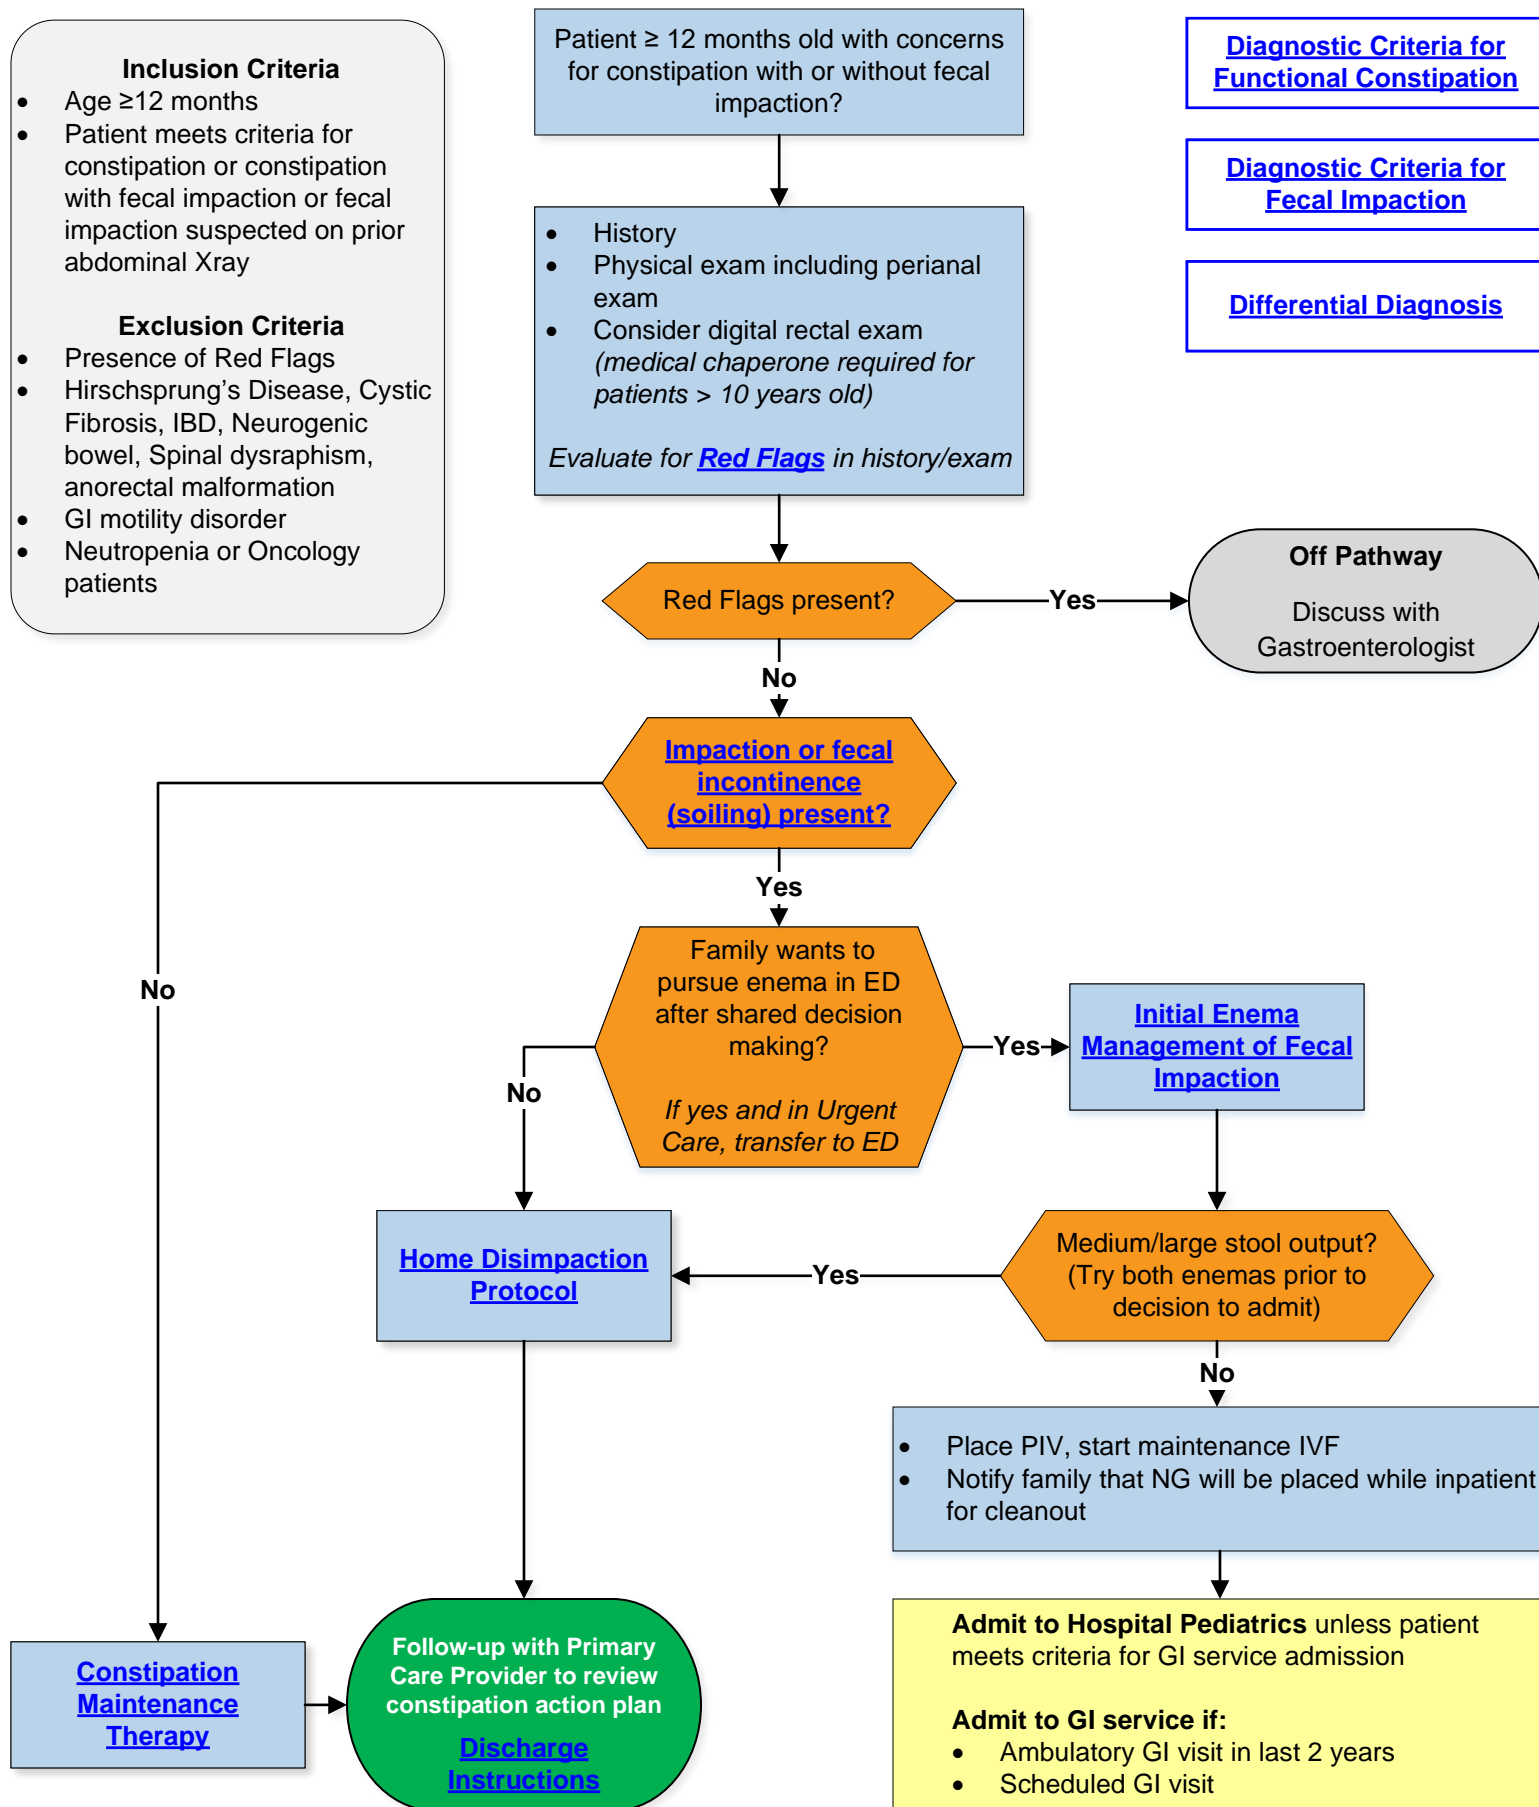 Inclusion Criteria
• Age ≥12 months
• Patient meets criteria for
constipation or constipation
with fecal impaction or fecal
impaction suspected on prior
abdominal Xray
Exclusion Criteria
• Presence of Red Flags
• Hirschsprung's Disease, Cystic
Fibrosis, IBD, Neurogenic
bowel, Spinal dysraphism,
anorectal malformation
• GI motility disorder
• Neutropenia or Oncology
patients
Patient ≥ 12 months old with concerns
for constipation with or without fecal
impaction?
Diagnostic Criteria for
Functional Constipation
Diagnostic Criteria for
Fecal Impaction
Differential Diagnosis
• History
• Physical exam including perianal
exam
• Consider digital rectal exam
(medical chaperone required for
patients > 10 years old)
Evaluate for Red Flags in history/exam
Red Flags present?
Yes
Off Pathway
Discuss with
Gastroenterologist
No
Impaction or fecal
incontinence
(soiling) present?
No
Yes
Family wants to
pursue enema in ED
after shared decision
making?
If yes and in Urgent
Care, transfer to ED
Yes
Initial Enema
Management of Fecal
Impaction
No
Home Disimpaction
Protocol
Yes
Medium/large stool output?
(Try both enemas prior to
decision to admit)
No
• Place PIV, start maintenance IVF
• Notify family that NG will be placed while inpatient
for cleanout
Constipation
Maintenance
Therapy
Follow-up with Primary
Care Provider to review
constipation action plan
Discharge
Instructions
Admit to Hospital Pediatrics unless patient
meets criteria for GI service admission
Admit to GI service if:
• Ambulatory GI visit in last 2 years
• Scheduled GI visit